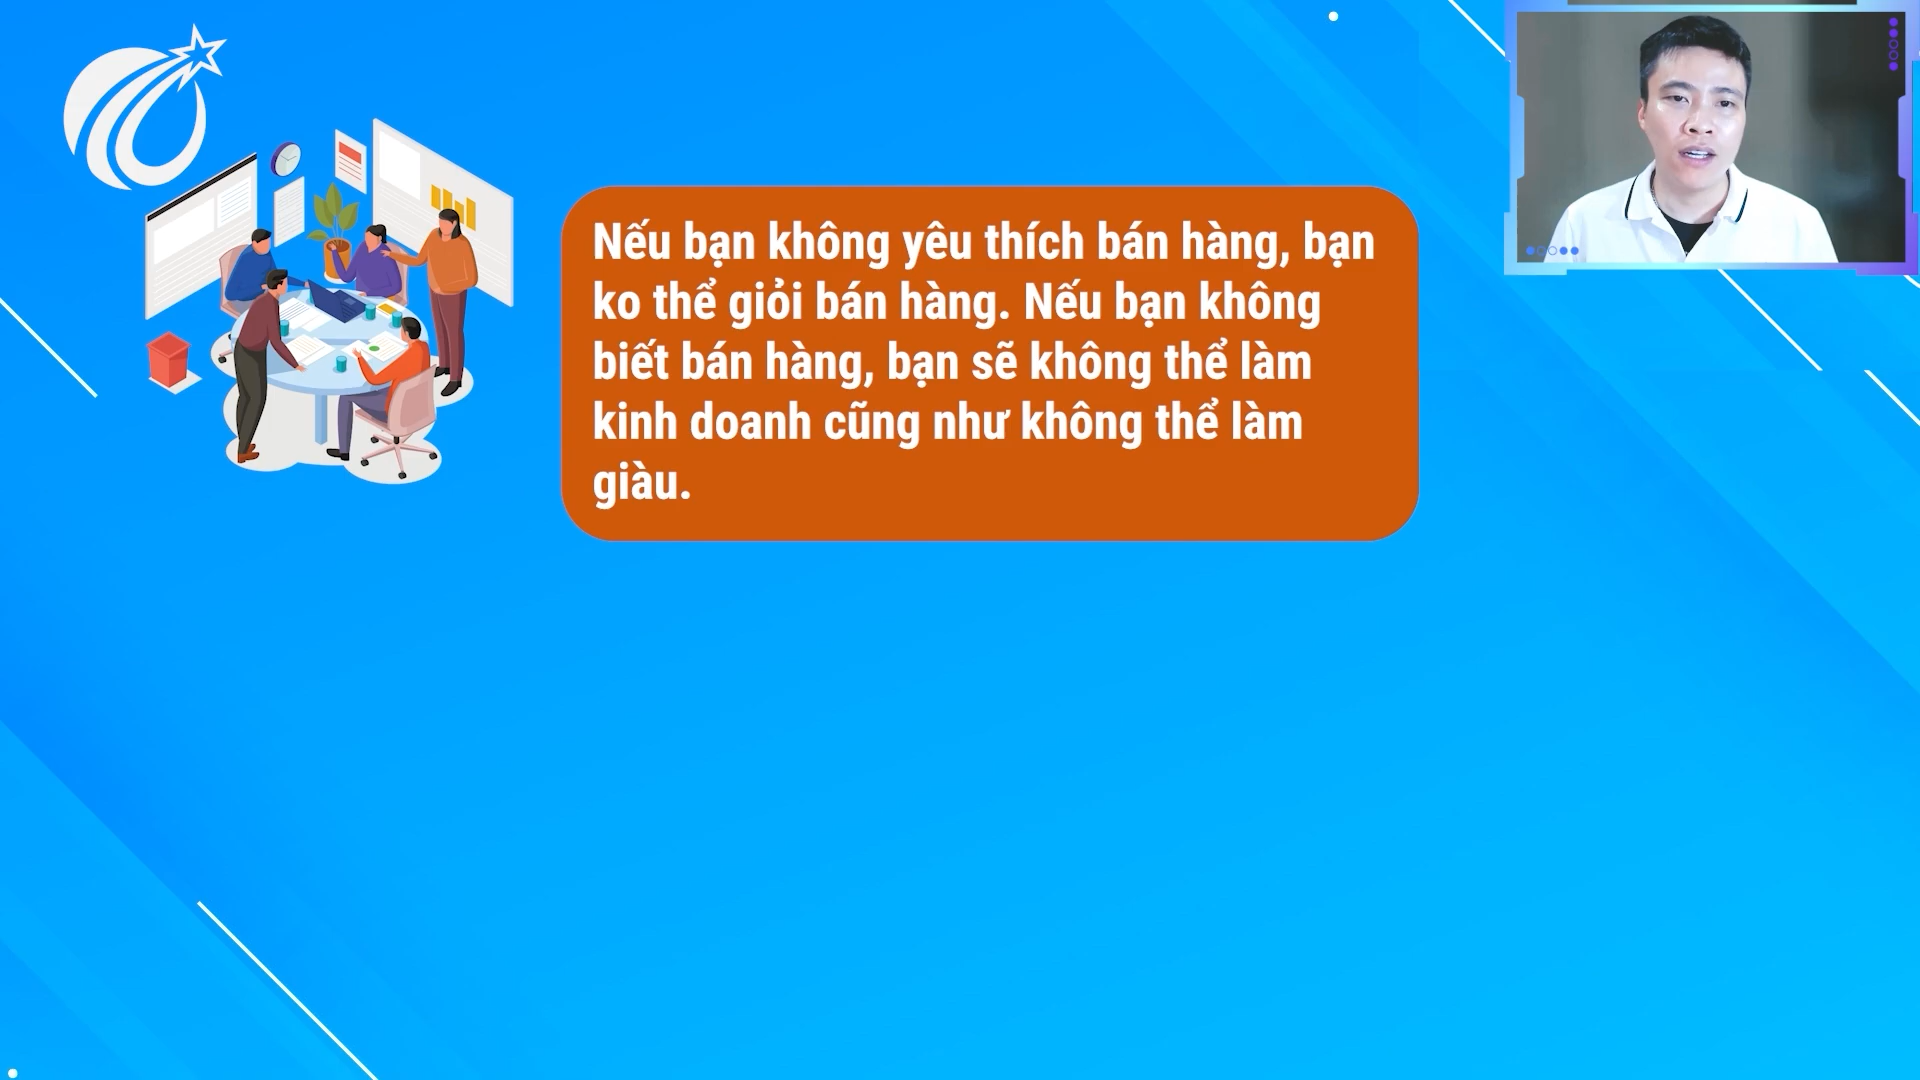 Nếu bạn không yêu thích bán hàng, bạn
ko thể giỏi bán hàng. Nếu bạn không
biết bán hàng, bạn sẽ không thể làm
kinh doanh cũng như không thể làm
giàu.